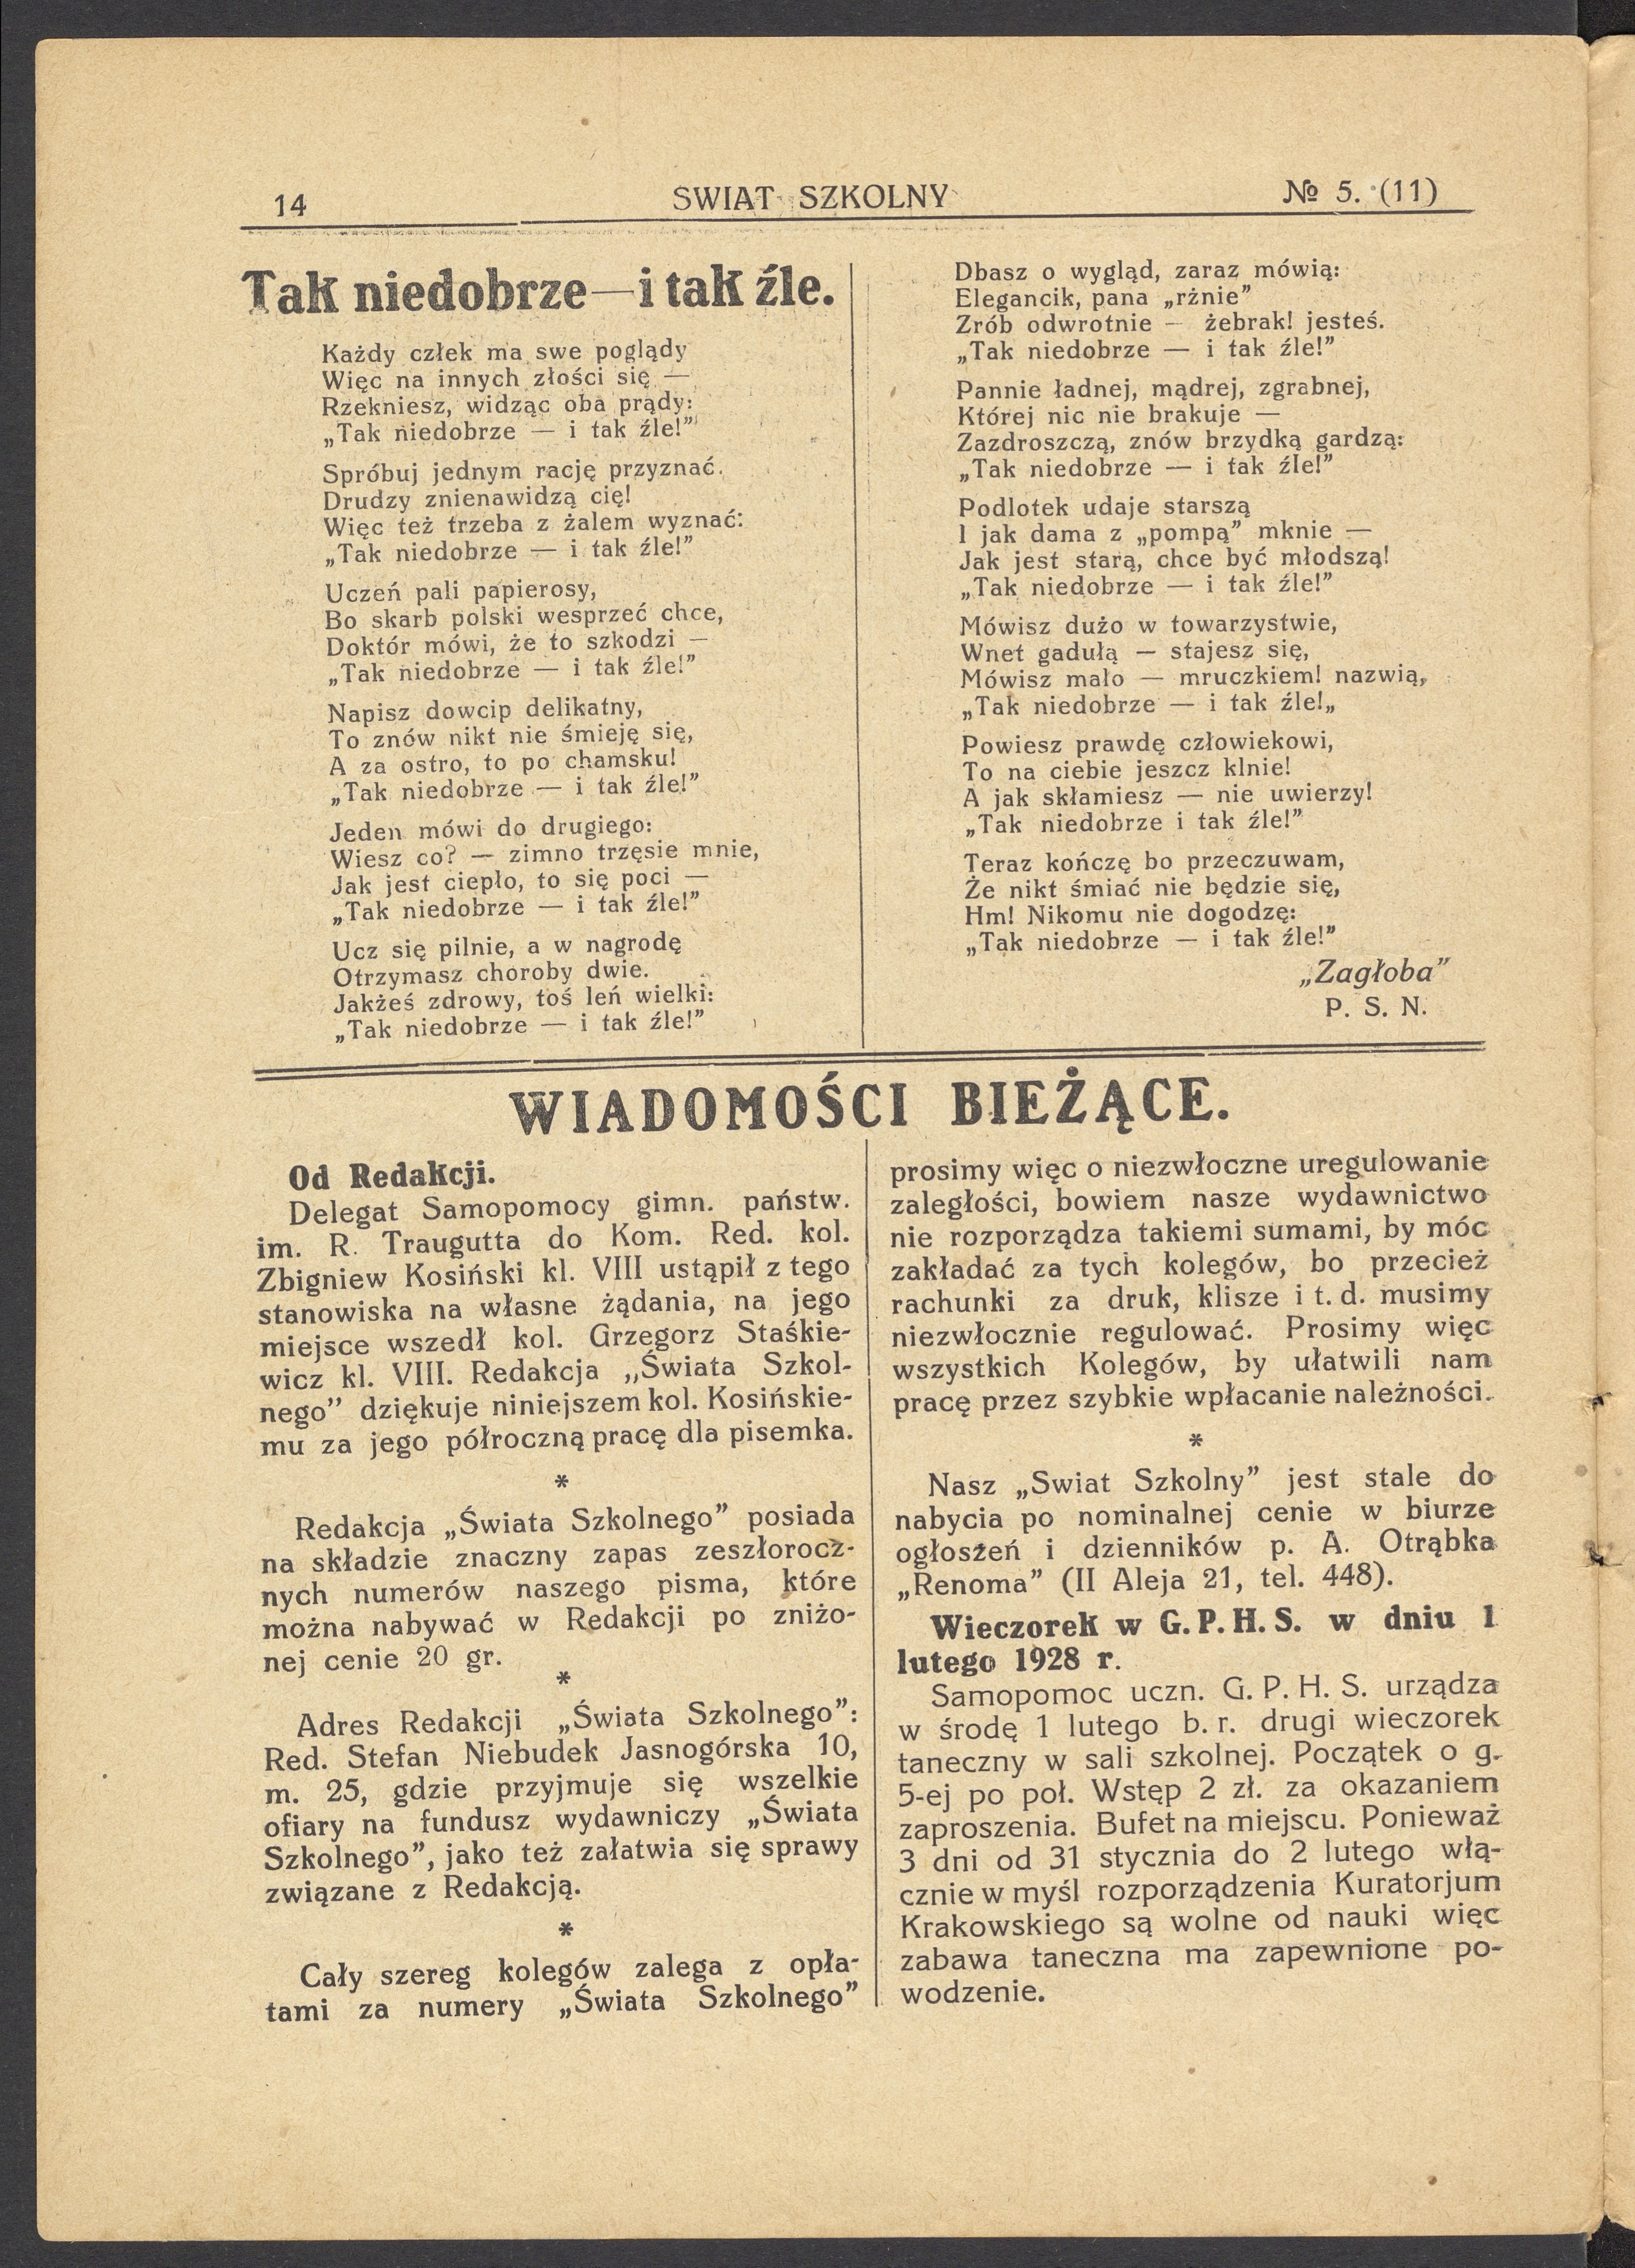 14
SWIAT SZKOLNY
№ 5. (11)
Tak niedobrze—i tak źle.
Każdy człek ma swe poglądy
Więc na innych złości się —
Rzekniesz, widząc oba prądy:
„Tak niedobrze — i tak źle!”
Spróbuj jednym rację przyznać.
Drudzy znienawidzą cię!
Więc też trzeba z żalem wyznać:
„Tak niedobrze — i tak źle!”
Uczeń pali papierosy,
Bo skarb polski wesprzeć chce,
Doktór mówi, że to szkodzi —
„Tak niedobrze — i tak źle!”
Napisz dowcip delikatny,
To znów nikt nie śmieję się,
A za ostro, to po chamsku!
„Tak niedobrze — i tak źle!”
Jeden mówi do drugiego:
Wiesz co? — zimno trzęsie mnie,
Jak jest ciepło, to się poci —
„Tak niedobrze — i tak źle!”
Ucz się pilnie, a w nagrodę
Otrzymasz choroby dwie.
Jakżeś zdrowy, toś leń wielki:
„Tak niedobrze — i tak źle!”
Dbasz o wygląd, zaraz mówią:
Elegancik, pana „rżnie”
Zrób odwrotnie — żebrak! jesteś.
„Tak niedobrze — i tak źle!”
Pannie ładnej, mądrej, zgrabnej,
Której nic nie brakuje —
Zazdroszczą, znów brzydką gardzą:
„Tak niedobrze — i tak źle!”
Podlotek udaje starszą
I jak dama z „pompą” mknie —
Jak jest starą, chce być młodszą!
„Tak niedobrze — i tak źle!”
Mówisz dużo w towarzystwie,
Wnet gadułą — stajesz się,
Mówisz mało — mruczkiem! nazwią,
„Tak niedobrze — i tak źle!„
Powiesz prawdę człowiekowi,
To na ciebie jeszcz klnie!
A jak skłamiesz — nie uwierzy!
„Tak niedobrze i tak źle!”
Teraz kończę bo przeczuwam,
Że nikt śmiać nie będzie się,
Hm! Nikomu nie dogodzę:
„Tak niedobrze — i tak źle!”
„Zagłoba”
P. S. N.
WIADOMOŚCI BIEŻĄCE.
Od Redakcji.
Delegat Samopomocy gimn. państw.
im. R. Traugutta do Kom. Red. kol.
Zbigniew Kosiński kl. VIII ustąpił z tego
stanowiska na własne żądania, na jego
miejsce wszedł kol. Grzegorz Staśkie-
wicz kl. VIII. Redakcja „Świata Szkol-
nego” dziękuje niniejszem kol. Kosińskie-
mu za jego półroczną pracę dla pisemka.
*
Redakcja „Świata Szkolnego” posiada
na składzie znaczny zapas zeszłorocz-
nych numerów naszego pisma, które
można nabywać w Redakcji po zniżo-
nej cenie 20 gr.
*
Adres Redakcji „Świata Szkolnego”:
Red. Stefan Niebudek Jasnogórska 10,
m. 25, gdzie przyjmuje się wszelkie
ofiary na fundusz wydawniczy „Świata
Szkolnego”, jako też załatwia się sprawy
związane z Redakcją.
*
Cały szereg kolegów zalega z opła-
tami za numery „Świata Szkolnego”
prosimy więc o niezwłoczne uregulowanie
zaległości, bowiem nasze wydawnictwo
nie rozporządza takiemi sumami, by móc
zakładać za tych kolegów, bo przecież
rachunki za druk, klisze i t. d. musimy
niezwłocznie regulować. Prosimy więc
wszystkich Kolegów, by ułatwili nam
pracę przez szybkie wpłacanie należności.
*
Nasz „Swiat Szkolny” jest stale do
nabycia po nominalnej cenie w biurze
ogłoszeń i dzienników p. A. Otrąbka
„Renoma” (II Aleja 21, tel. 448).
Wieczorek w G. P. H. S. w dniu 1
lutego 1928 r.
Samopomoc uczn. G. P. H. S. urządza
w środę 1 lutego b. r. drugi wieczorek
taneczny w sali szkolnej. Początek o g.
5-ej po poł. Wstęp 2 zł. za okazaniem
zaproszenia. Bufet na miejscu. Ponieważ
3 dni od 31 stycznia do 2 lutego włą-
cznie w myśl rozporządzenia Kuratorjum
Krakowskiego są wolne od nauki więc
zabawa taneczna ma zapewnione po-
wodzenie.